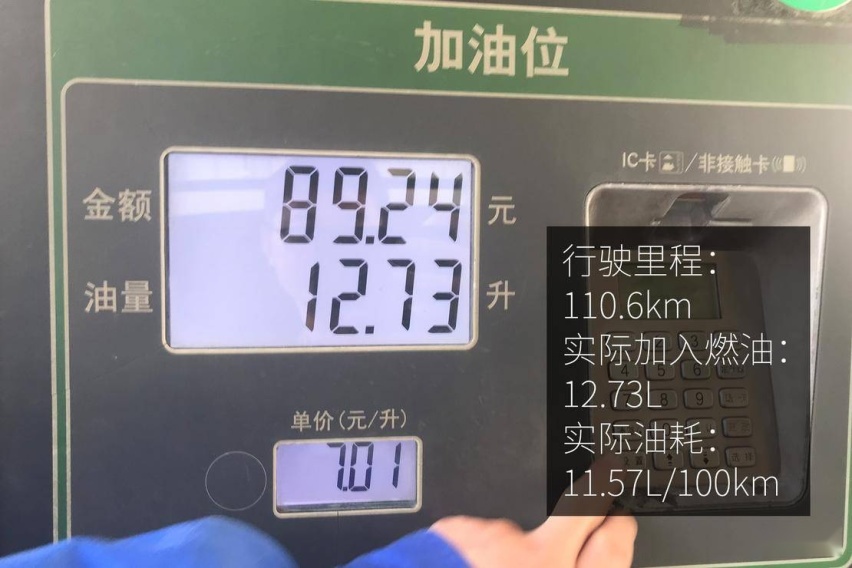 加油位
IC卡/非接触卡
金额 89.24 元
油量 12.73 升
单价(元/升)
7.01
行驶里程：
110.6km
实际加入燃油：
12.73L
实际油耗：
11.57L/100km